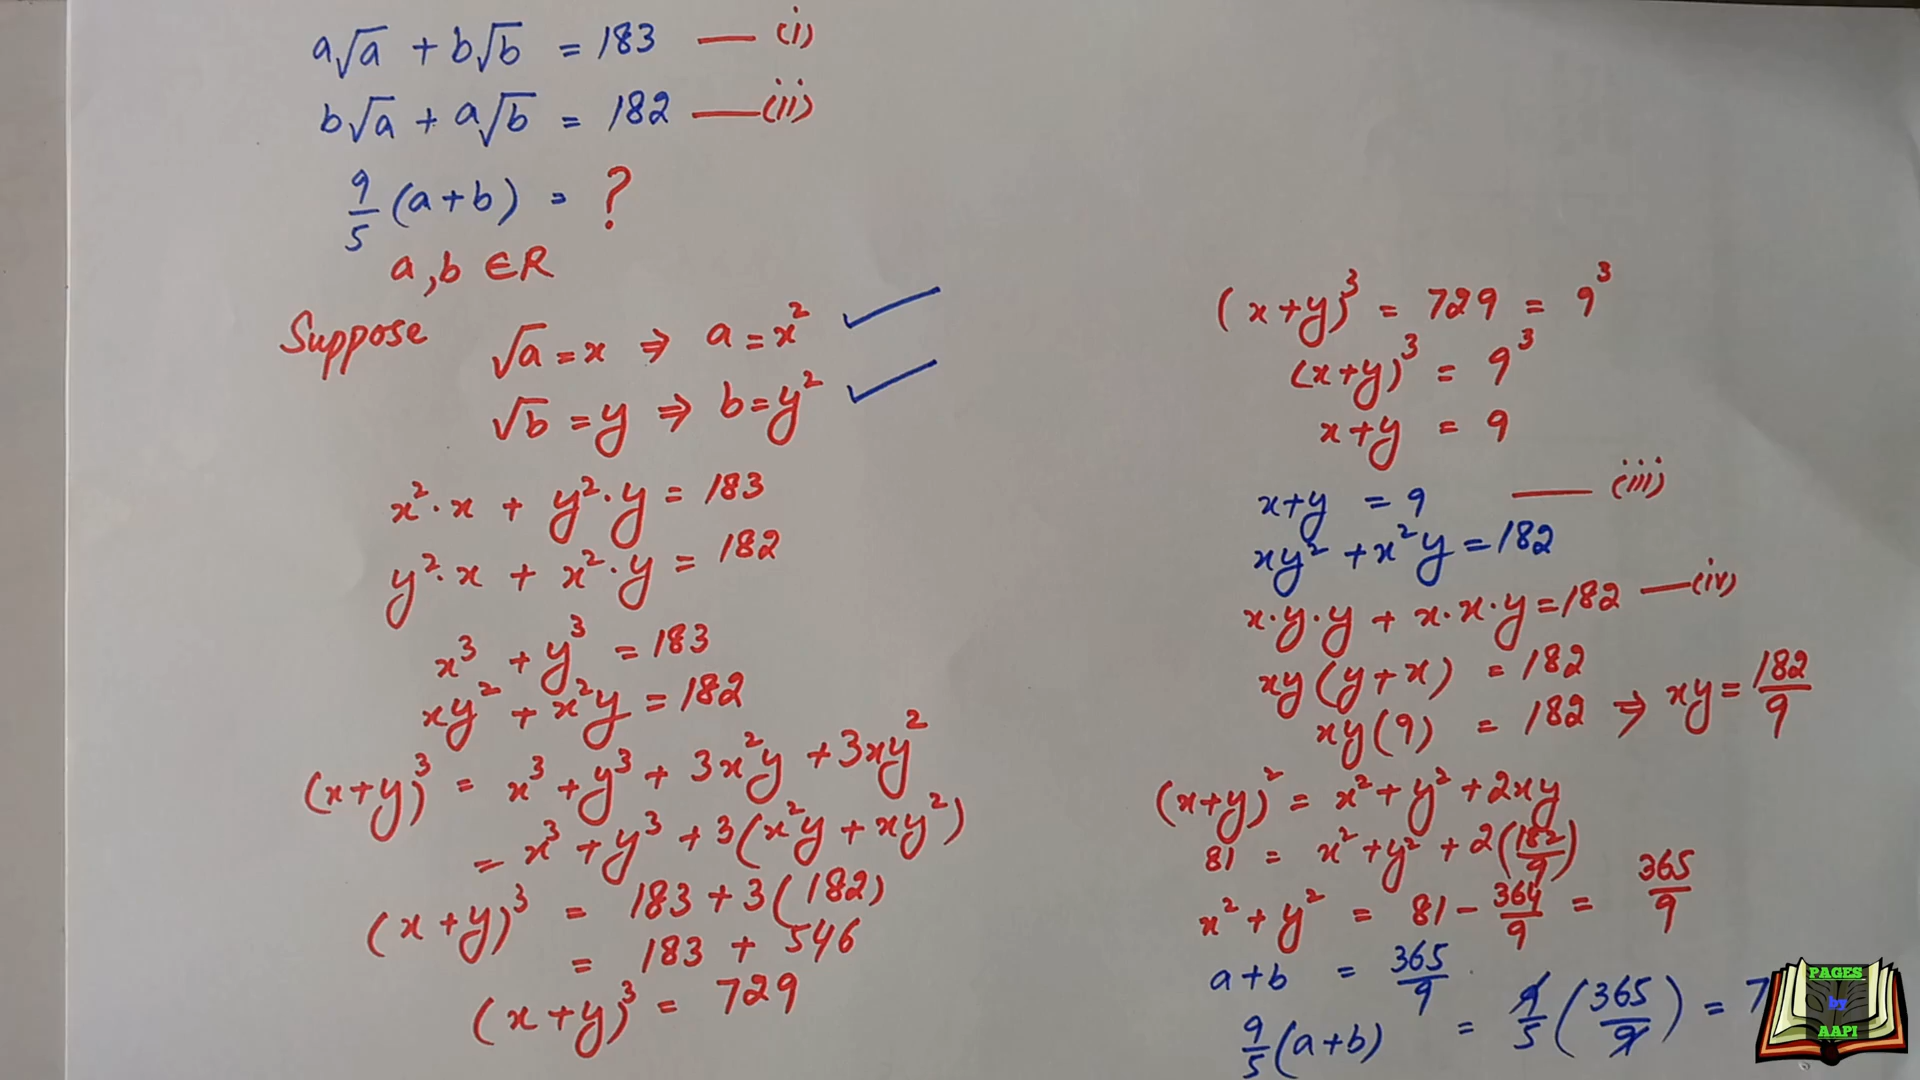 a√a + b√b = 183 — (i)
b√a + a√b = 182 — (ii)
9/5 (a+b) = ?
a,b ∈R
Suppose √a = x ⇒ a = x²
√b = y ⇒ b = y²
x²·x + y²·y = 183
y²·x + x²·y = 182
x³ + y³ = 183
xy² + x²y = 182
(x+y)³ = x³ + y³ + 3x²y + 3xy²
= x³ + y³ + 3(x²y + xy²)
(x+y)³ = 183 + 3(182)
= 183 + 546
(x+y)³ = 729
(x+y)³ = 729 = 9³
(x+y)³ = 9³
x+y = 9
x+y = 9 — (iii)
xy² + x²y = 182
x·y·y + x·x·y = 182 — (iv)
xy(y+x) = 182
xy(9) = 182 ⇒ xy = 182/9
(x+y)² = x² + y² + 2xy
81 = x² + y² + 2(182/9)
x² + y² = 81 - 364/9 = 365/9
a+b = 365/9
9/5 (a+b) = 9/5 (365/9) = 7
PAGES
by
AAPI